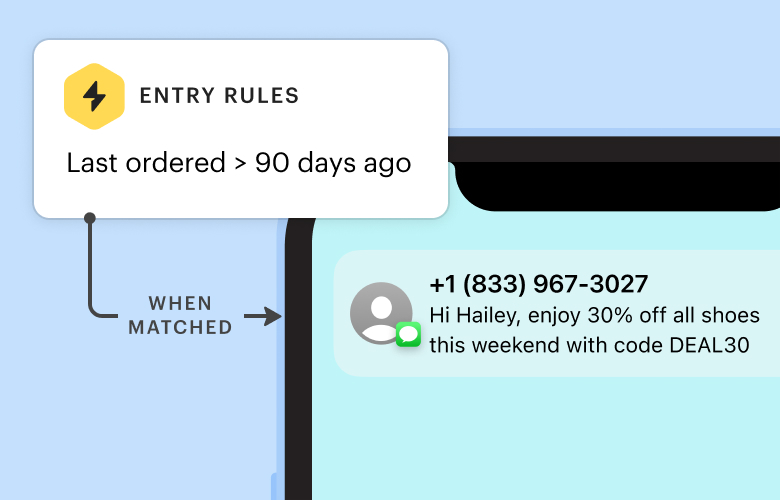 ENTRY RULES
Last ordered > 90 days ago
WHEN
MATCHED
+1 (833) 967-3027
Hi Hailey, enjoy 30% off all shoes
this weekend with code DEAL30